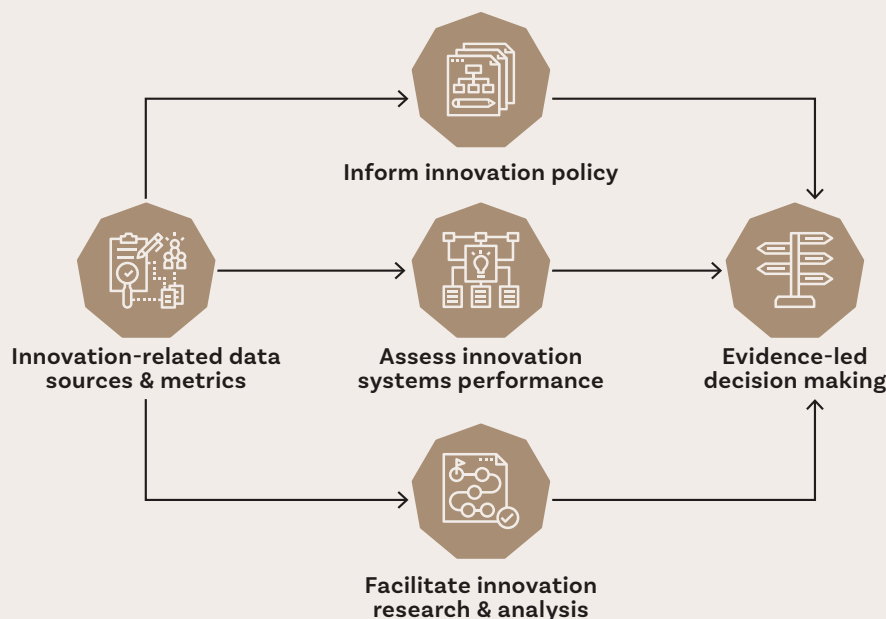 Inform innovation policy
Innovation-related data
sources & metrics
Assess innovation
systems performance
Evidence-led
decision making
Facilitate innovation
research & analysis